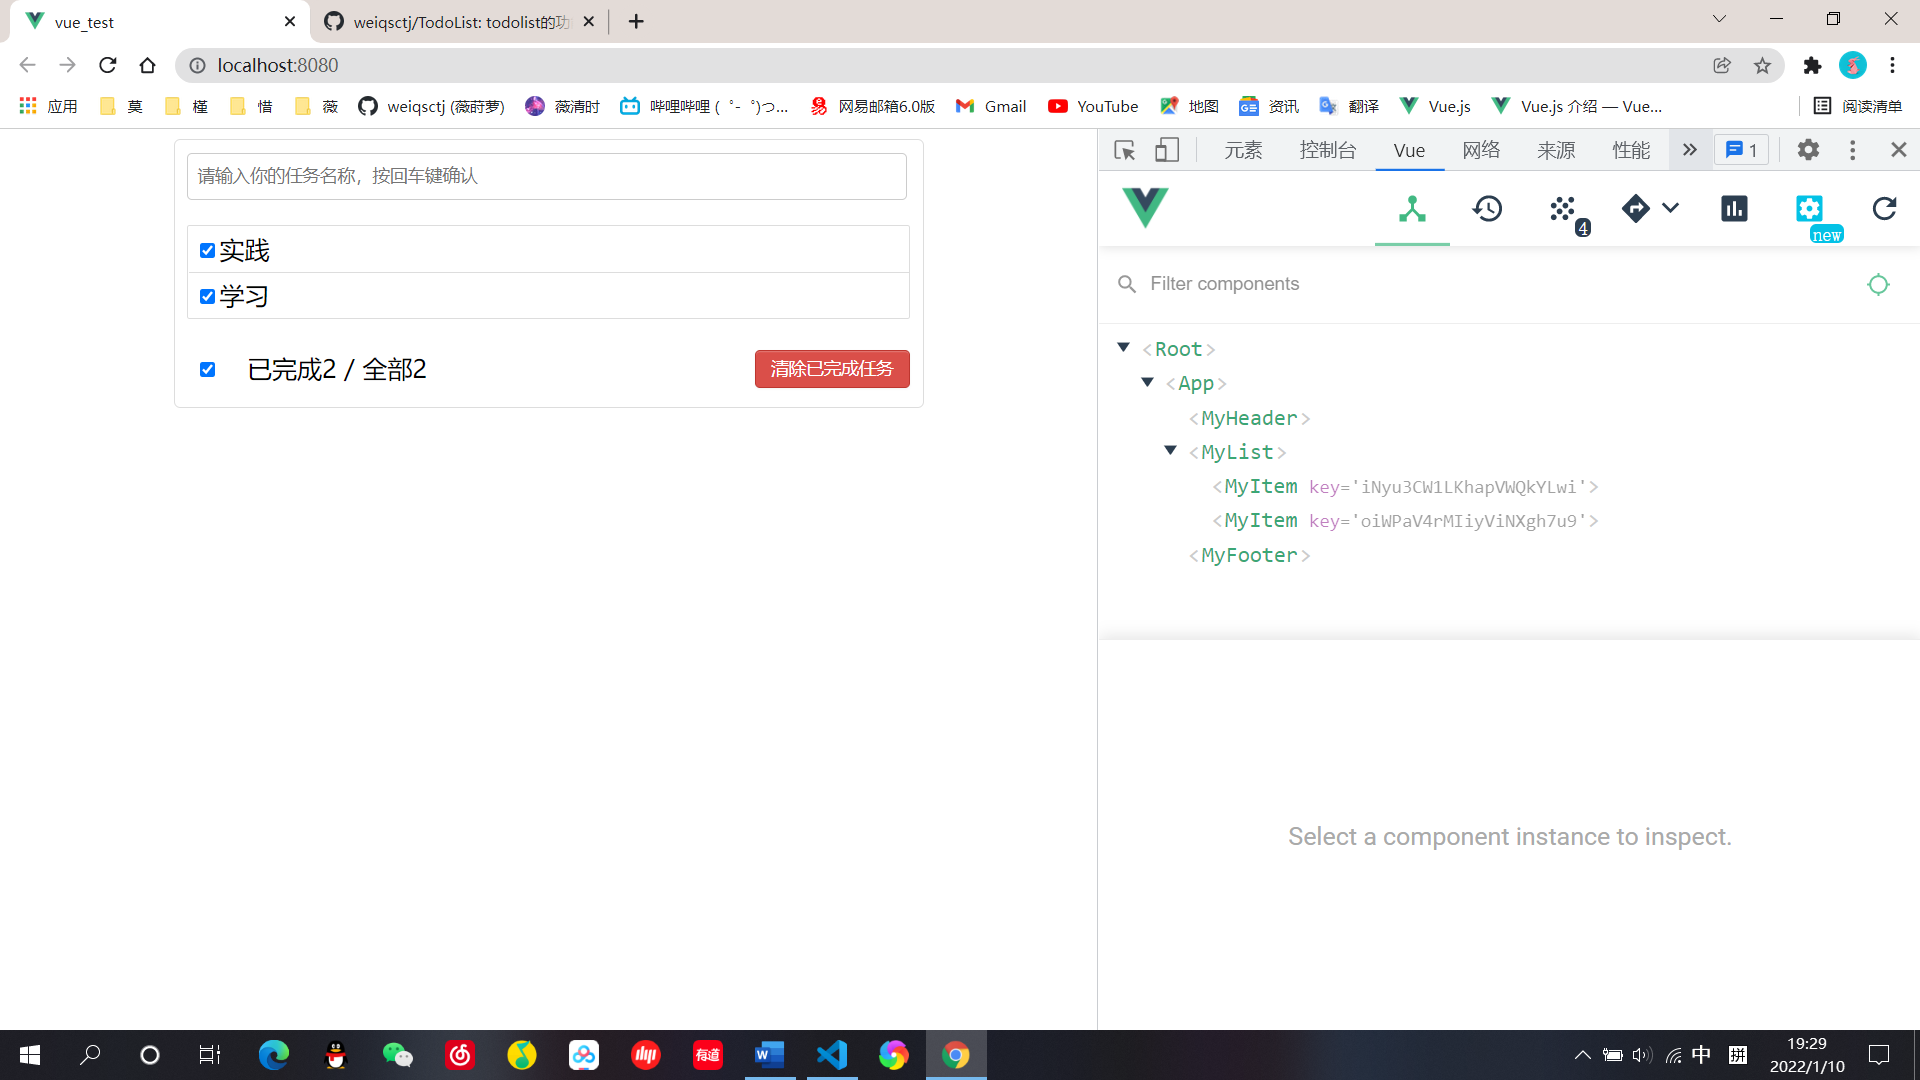 vue_test
weiqsctj/TodoList: todolist的功
localhost:8080
应用 莫 槿 惜 薇 weiqsctj (薇莳萝) 薇清时 哔哩哔哩 ( ゜- ゜)つ... 网易邮箱6.0版 Gmail YouTube 地图 资讯 翻译 Vue.js Vue.js 介绍 — Vue... 阅读清单
请输入你的任务名称，按回车键确认
实践
学习
已完成2 / 全部2 清除已完成任务
元素 控制台 Vue 网络 来源 性能 » 1
4
new
Filter components
<Root>
<App>
<MyHeader>
<MyList>
<MyItem key='iNyu3CW1LKhapVWQkYLwi'>
<MyItem key='oiWPaV4rMIiyViNXgh7u9'>
<MyFooter>
Select a component instance to inspect.
有道
中 拼
19:29
2022/1/10